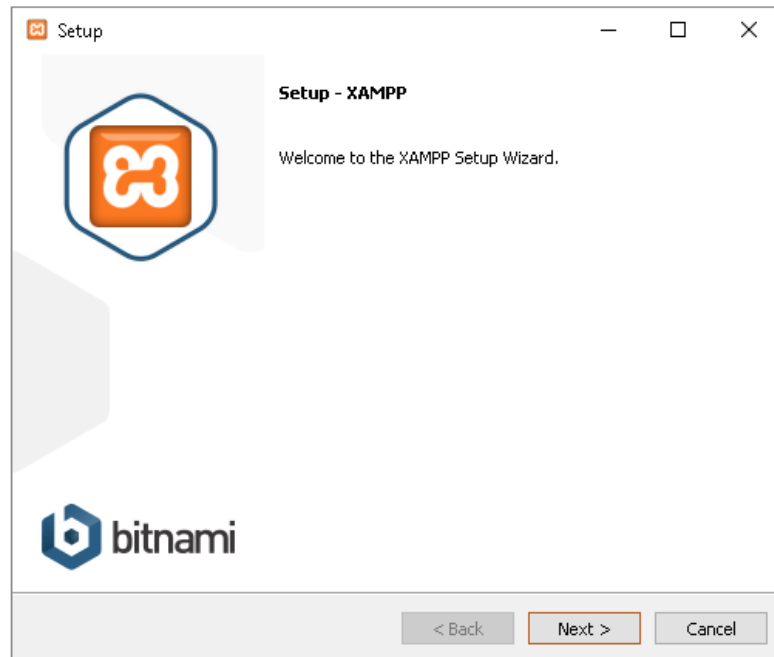 Setup
Setup - XAMPP
Welcome to the XAMPP Setup Wizard.
bitnami
< Back
Next >
Cancel